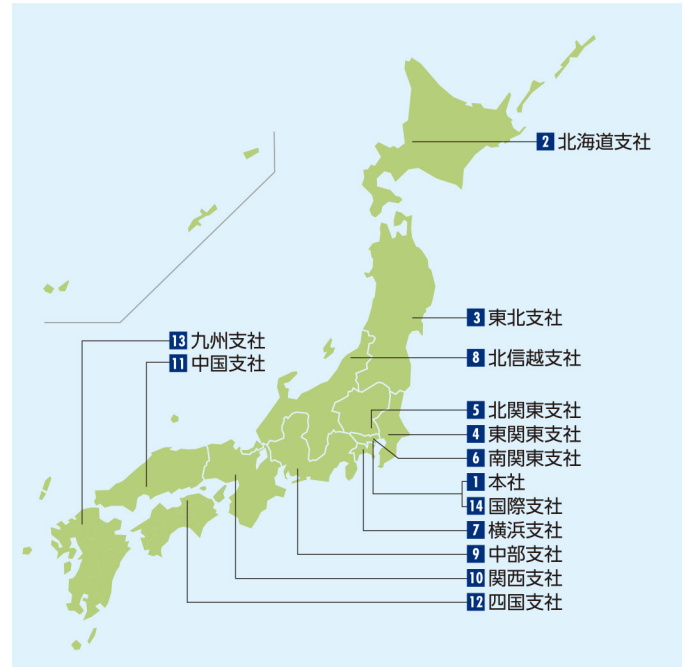 2 北海道支社
3 東北支社
13 九州支社
11 中国支社
8 北信越支社
5 北関東支社
4 東関東支社
6 南関東支社
1 本社
14 国際支社
7 横浜支社
9 中部支社
10 関西支社
12 四国支社